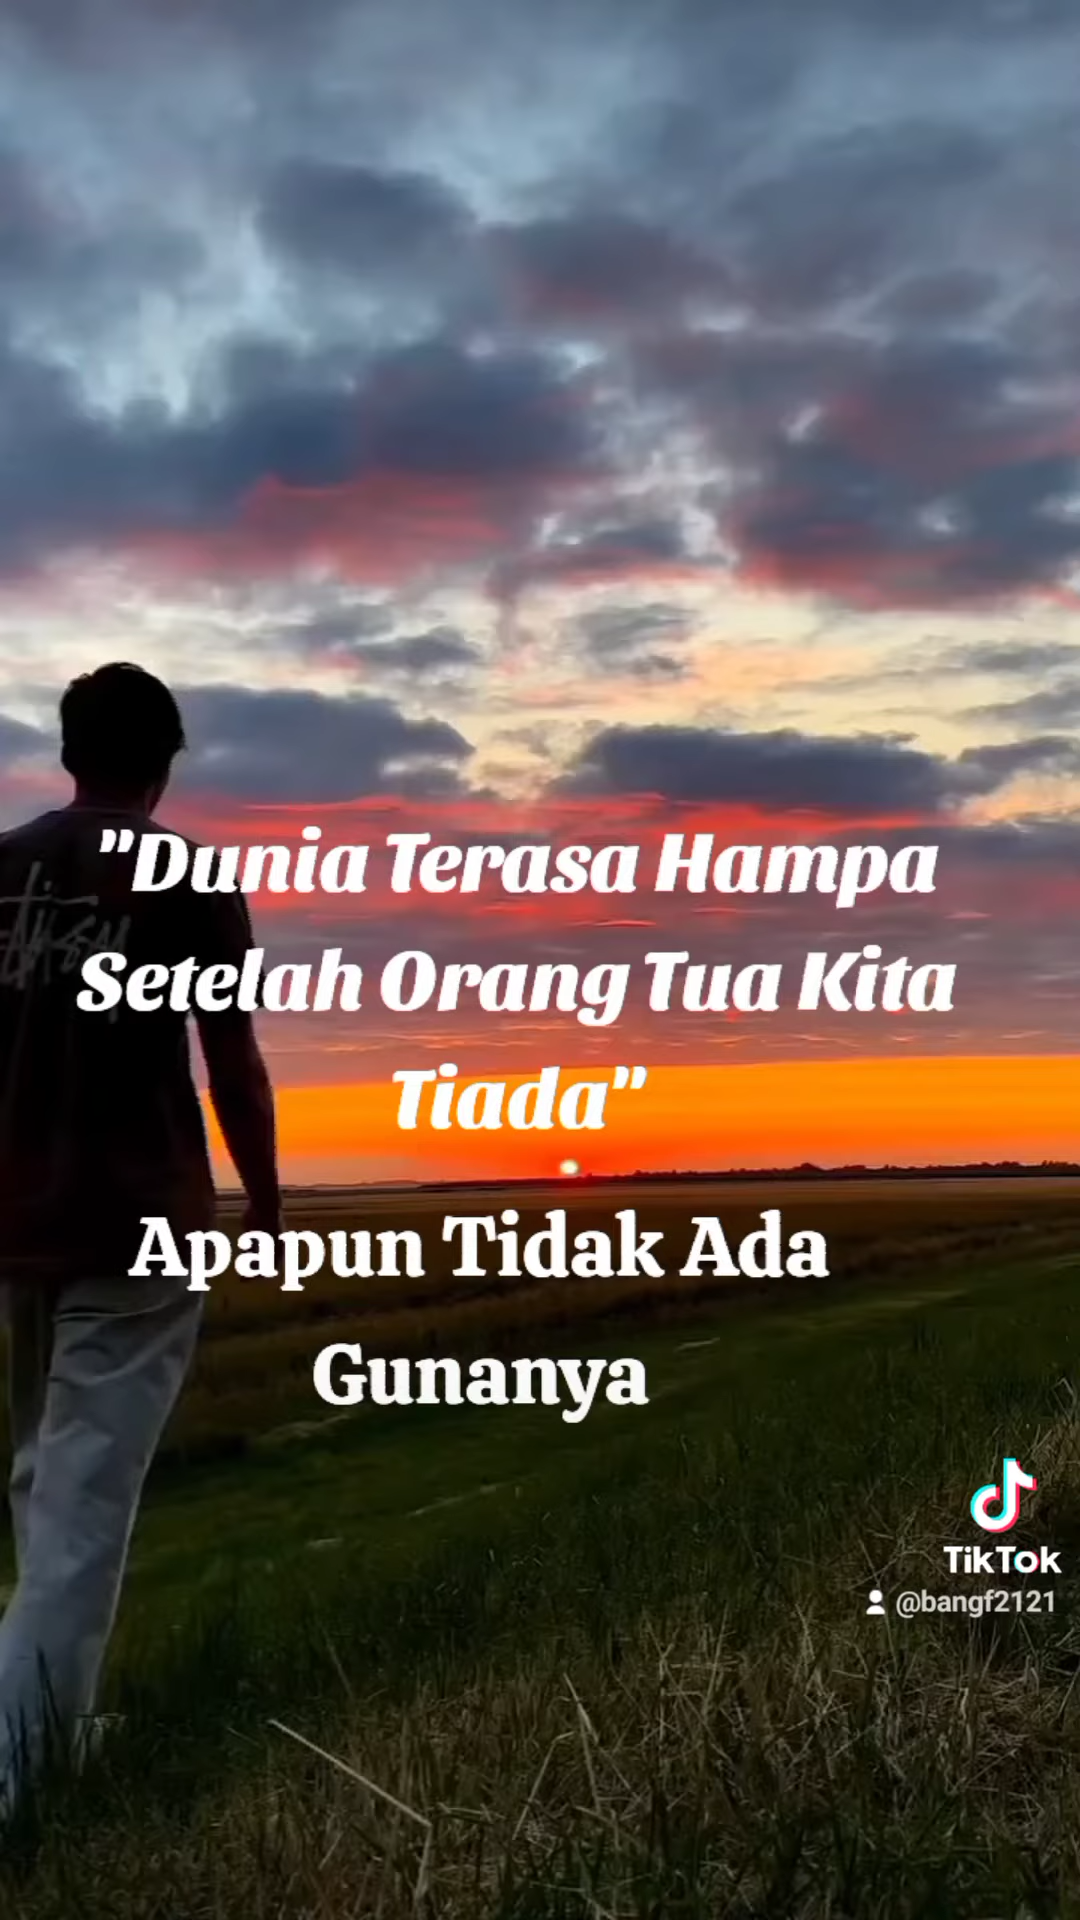 "Dunia Terasa Hampa
Setelah Orang Tua Kita
Tiada"
Apapun Tidak Ada
Gunanya
TikTok
@bangf2121